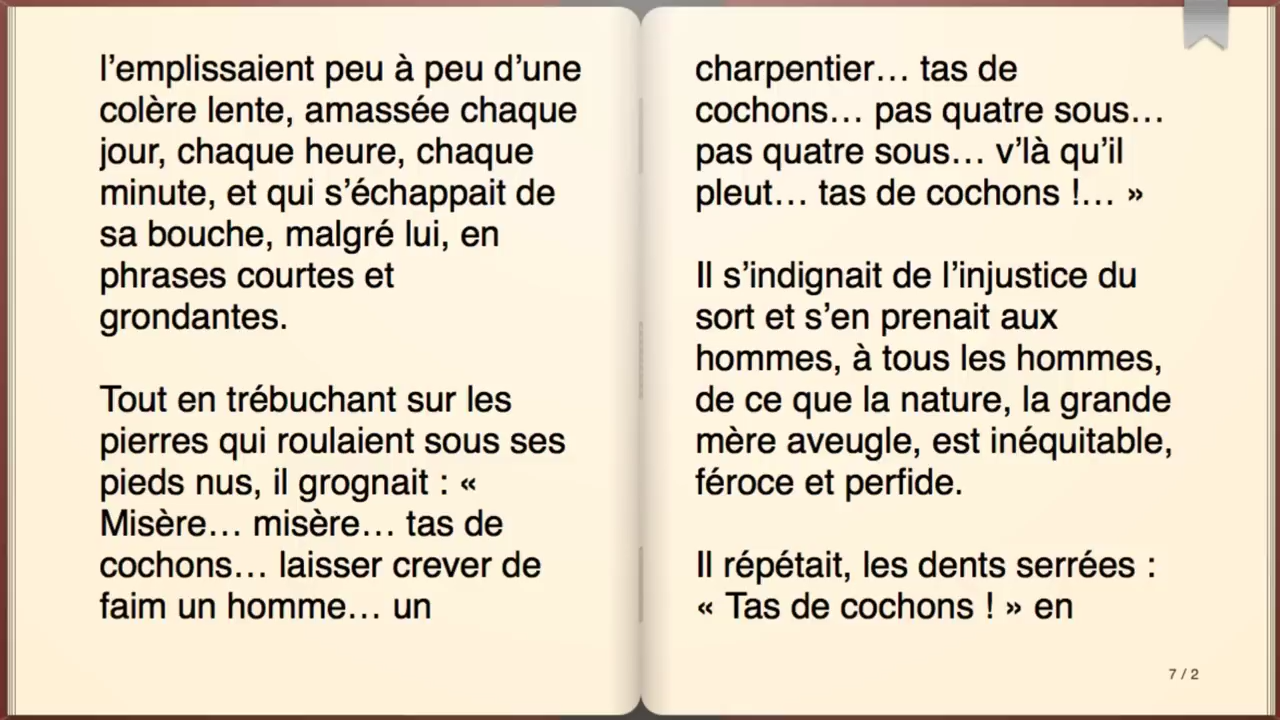 l’emplissaient peu à peu d’une
colère lente, amassée chaque
jour, chaque heure, chaque
minute, et qui s’échappait de
sa bouche, malgré lui, en
phrases courtes et
grondantes.
Tout en trébuchant sur les
pierres qui roulaient sous ses
pieds nus, il grognait : «
Misère… misère… tas de
cochons… laisser crever de
faim un homme… un
charpentier… tas de
cochons… pas quatre sous…
pas quatre sous… v’là qu’il
pleut… tas de cochons !… »
Il s’indignait de l’injustice du
sort et s’en prenait aux
hommes, à tous les hommes,
de ce que la nature, la grande
mère aveugle, est inéquitable,
féroce et perfide.
Il répétait, les dents serrées :
« Tas de cochons ! » en
7 / 2